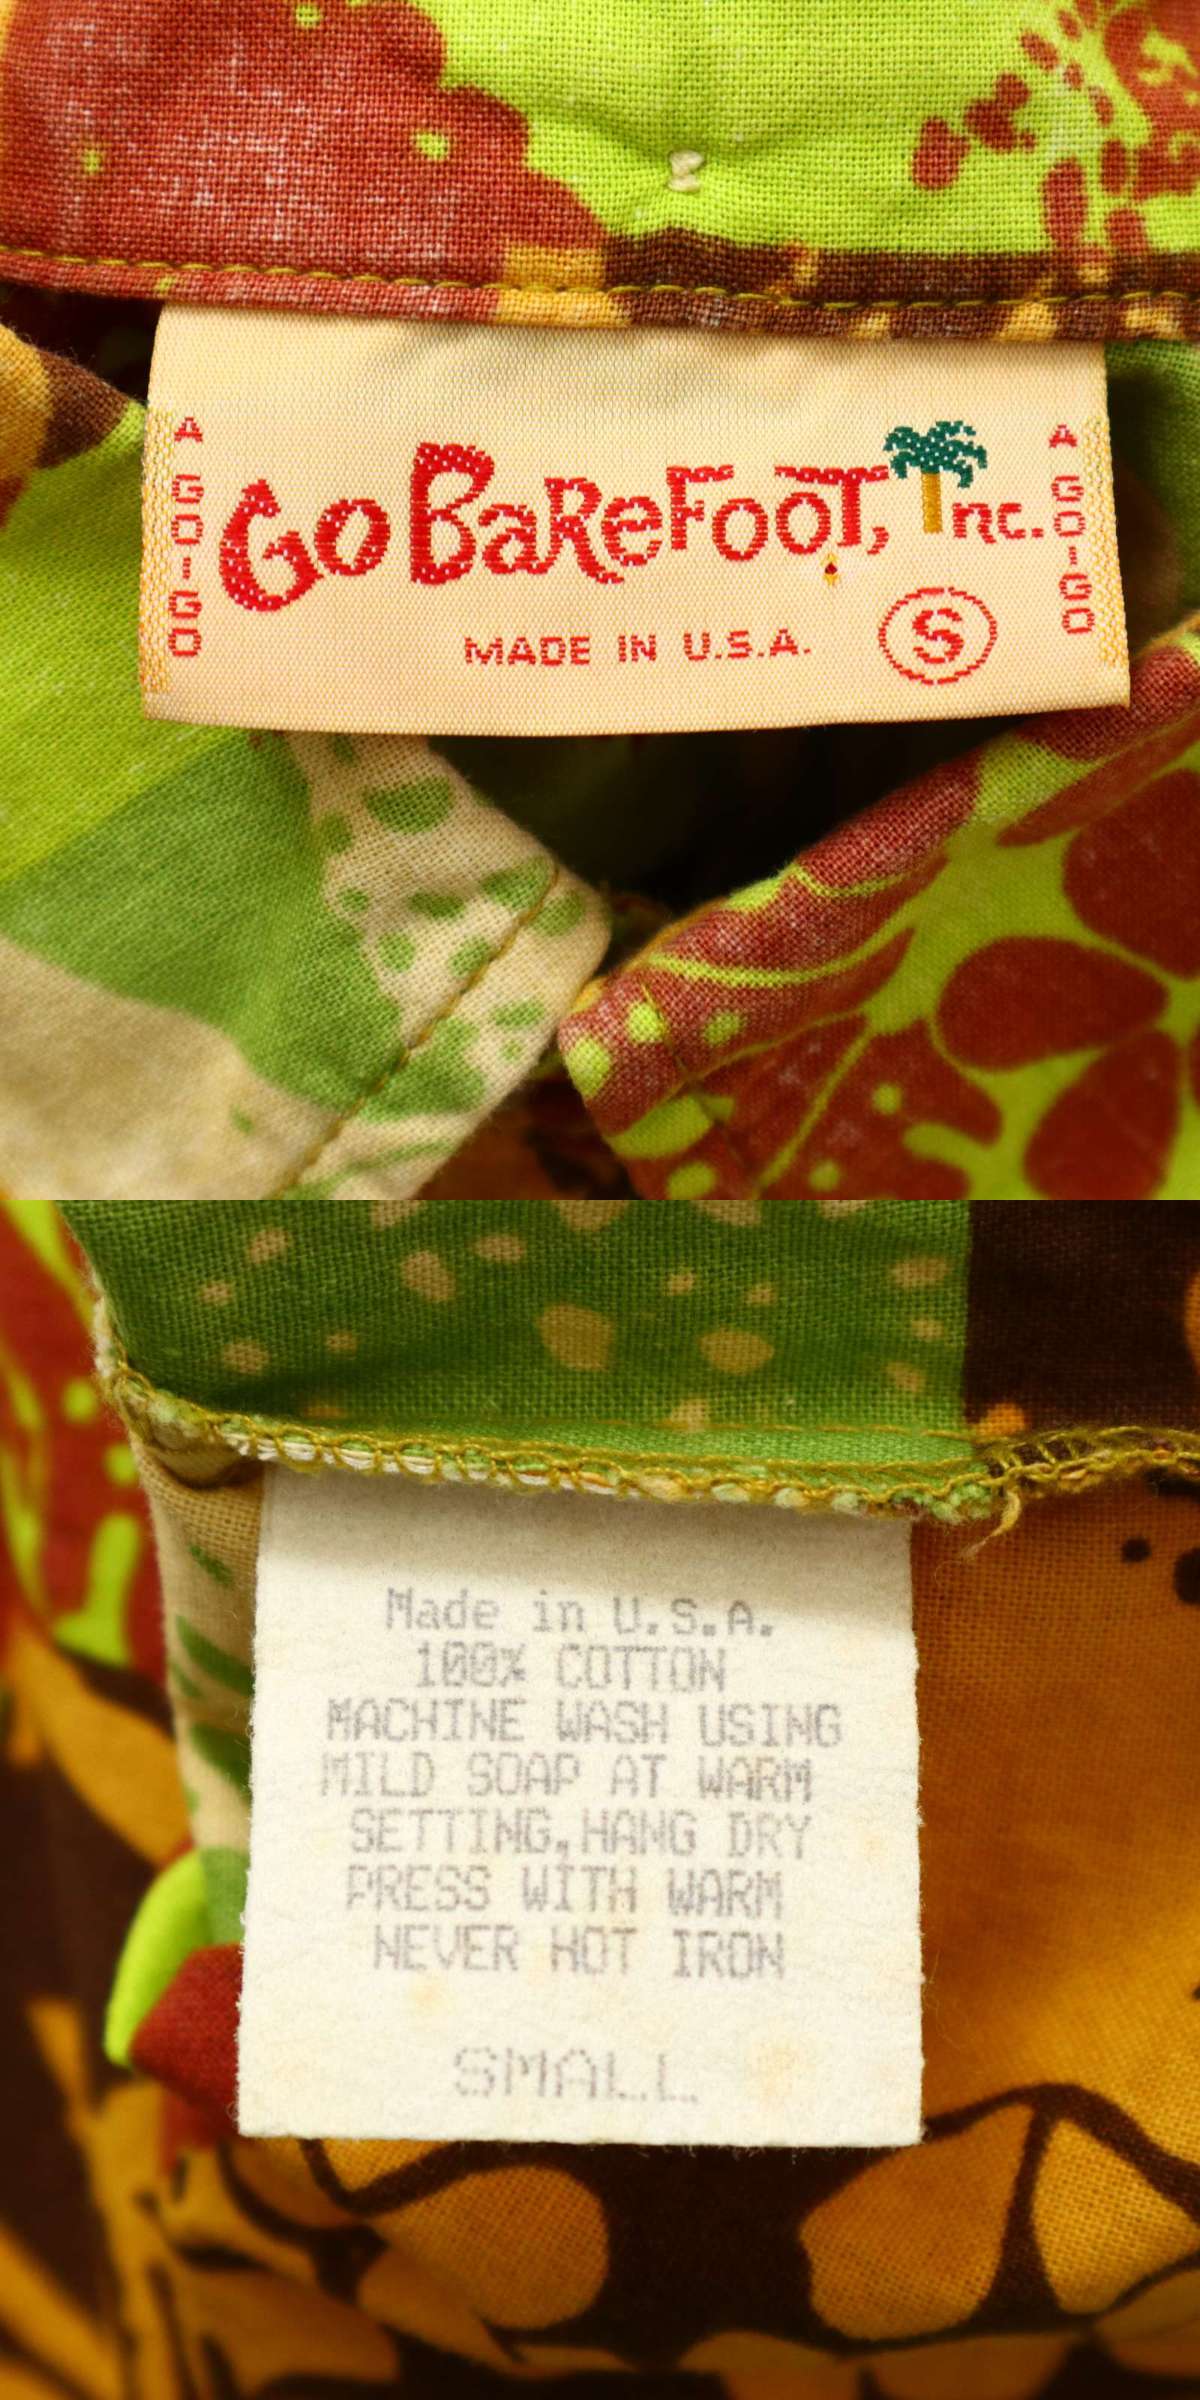 A GO-GO
Go BaReFooT, Inc.
A GO-GO
MADE IN U.S.A.
S
Made in U.S.A.
100% COTTON
MACHINE WASH USING
MILD SOAP AT WARM
SETTING,HANG DRY
PRESS WITH WARM
NEVER HOT IRON
SMALL